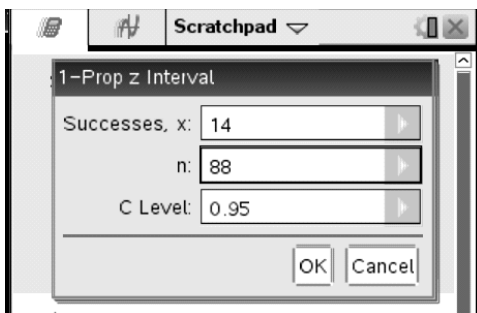 Scratchpad
1-Prop z Interval
Successes, x: 14
n: 88
C Level: 0.95
OK Cancel